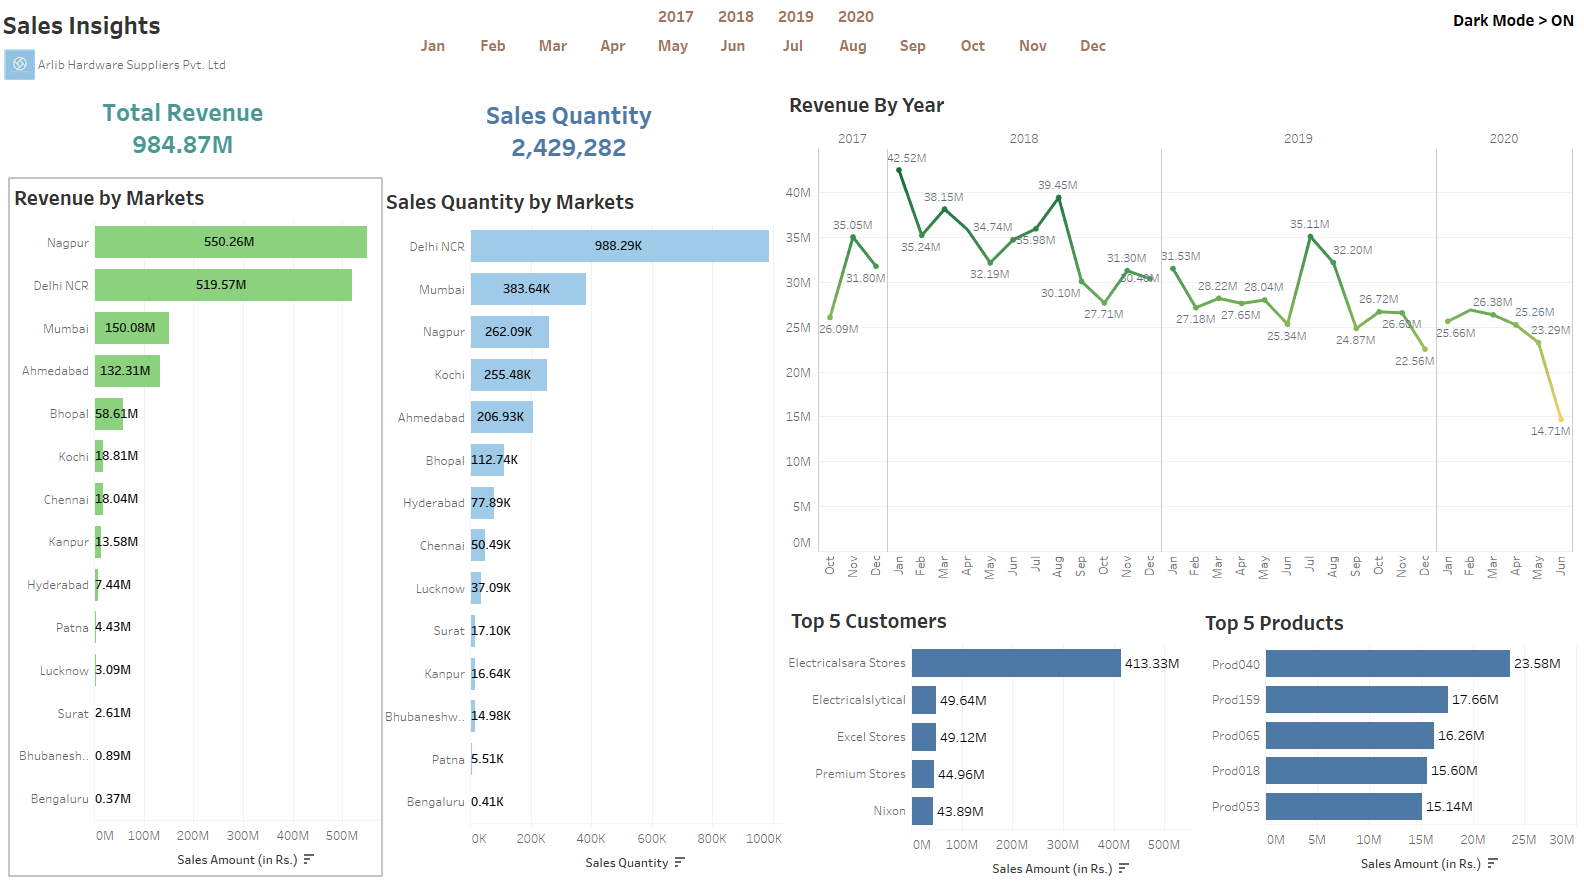 Sales Insights
Arlib Hardware Suppliers Pvt. Ltd
2017 2018 2019 2020
Jan Feb Mar Apr May Jun Jul Aug Sep Oct Nov Dec
Dark Mode > ON
Total Revenue
984.87M
Sales Quantity
2,429,282
Revenue by Markets
Nagpur 550.26M
Delhi NCR 519.57M
Mumbai 150.08M
Ahmedabad 132.31M
Bhopal 58.61M
Kochi 18.81M
Chennai 18.04M
Kanpur 13.58M
Hyderabad 7.44M
Patna 4.43M
Lucknow 3.09M
Surat 2.61M
Bhubanesh.. 0.89M
Bengaluru 0.37M
0M 100M 200M 300M 400M 500M
Sales Amount (in Rs.)
Sales Quantity by Markets
Delhi NCR 988.29K
Mumbai 383.64K
Nagpur 262.09K
Kochi 255.48K
Ahmedabad 206.93K
Bhopal 112.74K
Hyderabad 77.89K
Chennai 50.49K
Lucknow 37.09K
Surat 17.10K
Kanpur 16.64K
Bhubaneshw.. 14.98K
Patna 5.51K
Bengaluru 0.41K
0K 200K 400K 600K 800K 1000K
Sales Quantity
Revenue By Year
2017 2018 2019 2020
40M
35M
30M
25M
20M
15M
10M
5M
0M
26.09M 35.05M 31.80M
42.52M 35.24M 38.15M 34.74M 32.19M 35.98M 39.45M 30.10M 27.71M 31.30M 30.40M
31.53M 27.18M 28.22M 27.65M 28.04M 25.34M 35.11M 32.20M 24.87M 26.72M 26.60M 22.56M
25.66M 26.38M 25.26M 23.29M 14.71M
Oct Nov Dec Jan Feb Mar Apr May Jun Jul Aug Sep Oct Nov Dec Jan Feb Mar Apr May Jun Jul Aug Sep Oct Nov Dec Jan Feb Mar Apr May Jun
Top 5 Customers
Electricalsara Stores 413.33M
Electricalslytical 49.64M
Excel Stores 49.12M
Premium Stores 44.96M
Nixon 43.89M
0M 100M 200M 300M 400M 500M
Sales Amount (in Rs.)
Top 5 Products
Prod040 23.58M
Prod159 17.66M
Prod065 16.26M
Prod018 15.60M
Prod053 15.14M
0M 5M 10M 15M 20M 25M 30M
Sales Amount (in Rs.)